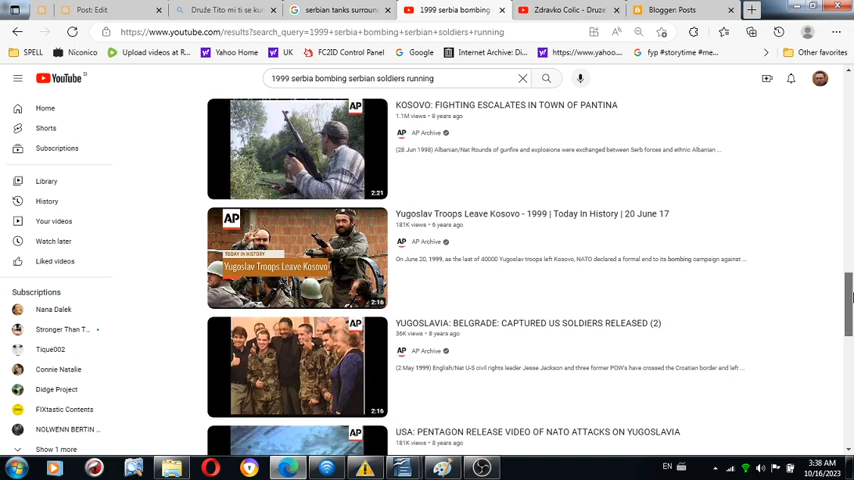 Post: Edit
Druže Tito mi ti se kun
serbian tanks surroun
1999 serbia bombing
Zdravko Colic - Druze
Blogger: Posts
https://www.youtube.com/results?search_query=1999+serbia+bombing+serbian+soldiers+running
SPELL
Niconico
Upload videos at R...
Yahoo Home
UK
FCZID Control Panel
Google
Internet Archive: Di...
https://www.yahoo....
fyp #storytime #me...
Other favorites
YouTube
1999 serbia bombing serbian soldiers running
Home
Shorts
Subscriptions
Library
History
Your videos
Watch later
Liked videos
Subscriptions
Nana Dalek
Stronger Than T...
Tique002
Connie Natalie
Didge Project
FIXtastic Contents
NOLWENN BERTIN ...
Show 1 more
AP
2:21
KOSOVO: FIGHTING ESCALATES IN TOWN OF PANTINA
1.1M views • 8 years ago
AP AP Archive
(28 Jun 1998) Albanian/Nat Rounds of gunfire and explosions were exchanged between Serb forces and ethnic Albanian ...
AP
TODAY IN HISTORY
Yugoslav Troops Leave Kosovo
2:16
Yugoslav Troops Leave Kosovo - 1999 | Today In History | 20 June 17
181K views • 6 years ago
AP AP Archive
On June 20, 1999, as the last of 40000 Yugoslav troops left Kosovo, NATO declared a formal end to its bombing campaign against ...
AP
2:16
YUGOSLAVIA: BELGRADE: CAPTURED US SOLDIERS RELEASED (2)
36K views • 8 years ago
AP AP Archive
(2 May 1999) English/Nat U-S civil rights leader Jesse Jackson and three former POW's have crossed the Croatian border and left ...
AP
USA: PENTAGON RELEASE VIDEO OF NATO ATTACKS ON YUGOSLAVIA
181K views • 8 years ago
EN
3:38 AM
10/16/2023